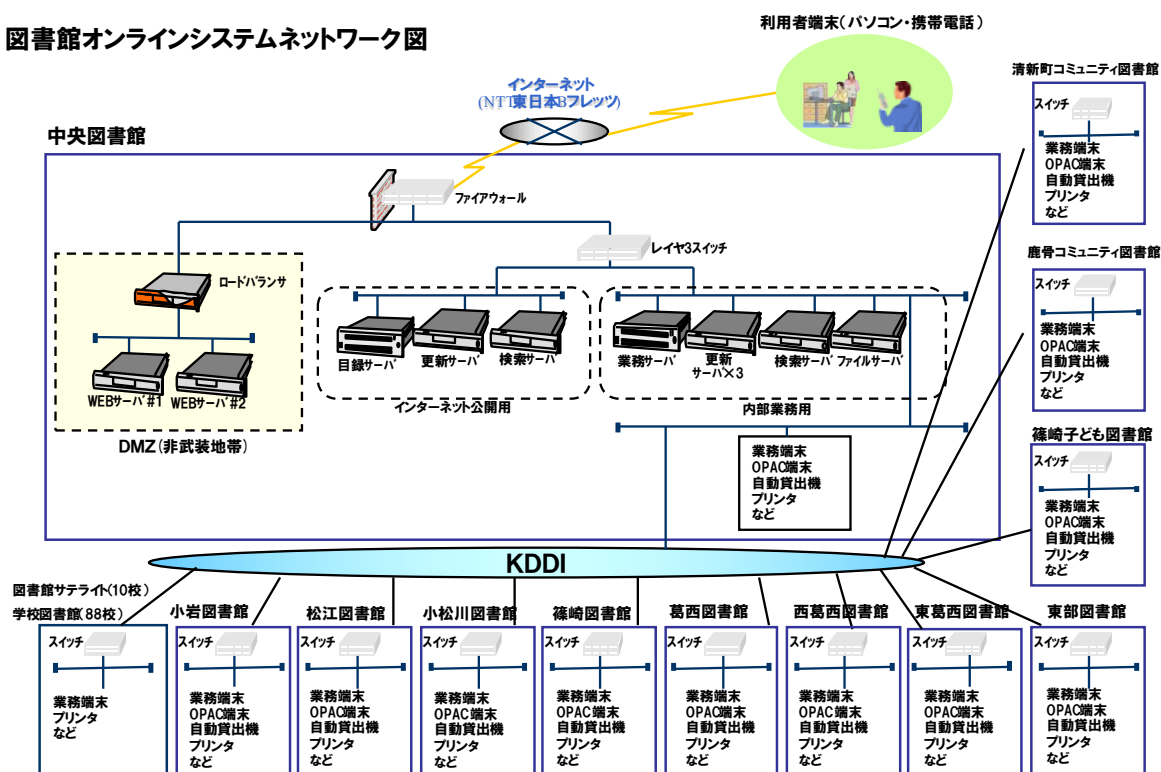 図書館オンラインシステムネットワーク図
利用者端末(パソコン・携帯電話)
インターネット
(NTT東日本Bフレッツ)
中央図書館
ファイアウォール
レイヤ3スイッチ
ロードバランサ
WEBサーバ#1
WEBサーバ#2
DMZ(非武装地帯)
目録サーバ
更新サーバ
検索サーバ
インターネット公開用
業務サーバ
更新
サーバ×3
検索サーバ
ファイルサーバ
内部業務用
業務端末
OPAC端末
自動貸出機
プリンタ
など
清新町コミュニティ図書館
スイッチ
業務端末
OPAC端末
自動貸出機
プリンタ
など
鹿骨コミュニティ図書館
スイッチ
業務端末
OPAC端末
自動貸出機
プリンタ
など
篠崎子ども図書館
スイッチ
業務端末
OPAC端末
自動貸出機
プリンタ
など
KDDI
図書館サテライト(10校)
学校図書館(88校)
スイッチ
業務端末
プリンタ
など
小岩図書館
スイッチ
業務端末
OPAC端末
自動貸出機
プリンタ
など
松江図書館
スイッチ
業務端末
OPAC端末
自動貸出機
プリンタ
など
小松川図書館
スイッチ
業務端末
OPAC端末
自動貸出機
プリンタ
など
篠崎図書館
スイッチ
業務端末
OPAC端末
自動貸出機
プリンタ
など
葛西図書館
スイッチ
業務端末
OPAC端末
自動貸出機
プリンタ
など
西葛西図書館
スイッチ
業務端末
OPAC端末
自動貸出機
プリンタ
など
東葛西図書館
スイッチ
業務端末
OPAC端末
自動貸出機
プリンタ
など
東部図書館
スイッチ
業務端末
OPAC端末
自動貸出機
プリンタ
など